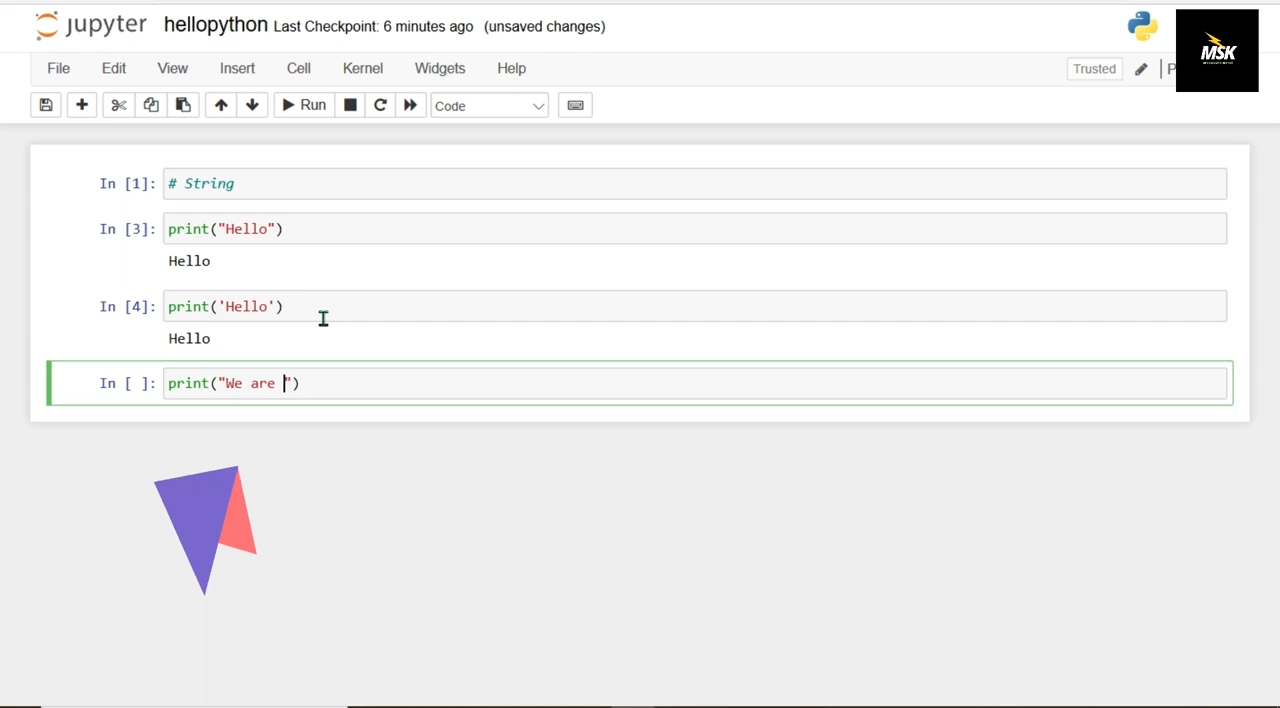 jupyter hellopython Last Checkpoint: 6 minutes ago (unsaved changes)
MSK
File Edit View Insert Cell Kernel Widgets Help Trusted P
Run Code
In [1]: # String
In [3]: print("Hello")
Hello
In [4]: print('Hello')
Hello
In [ ]: print("We are ")